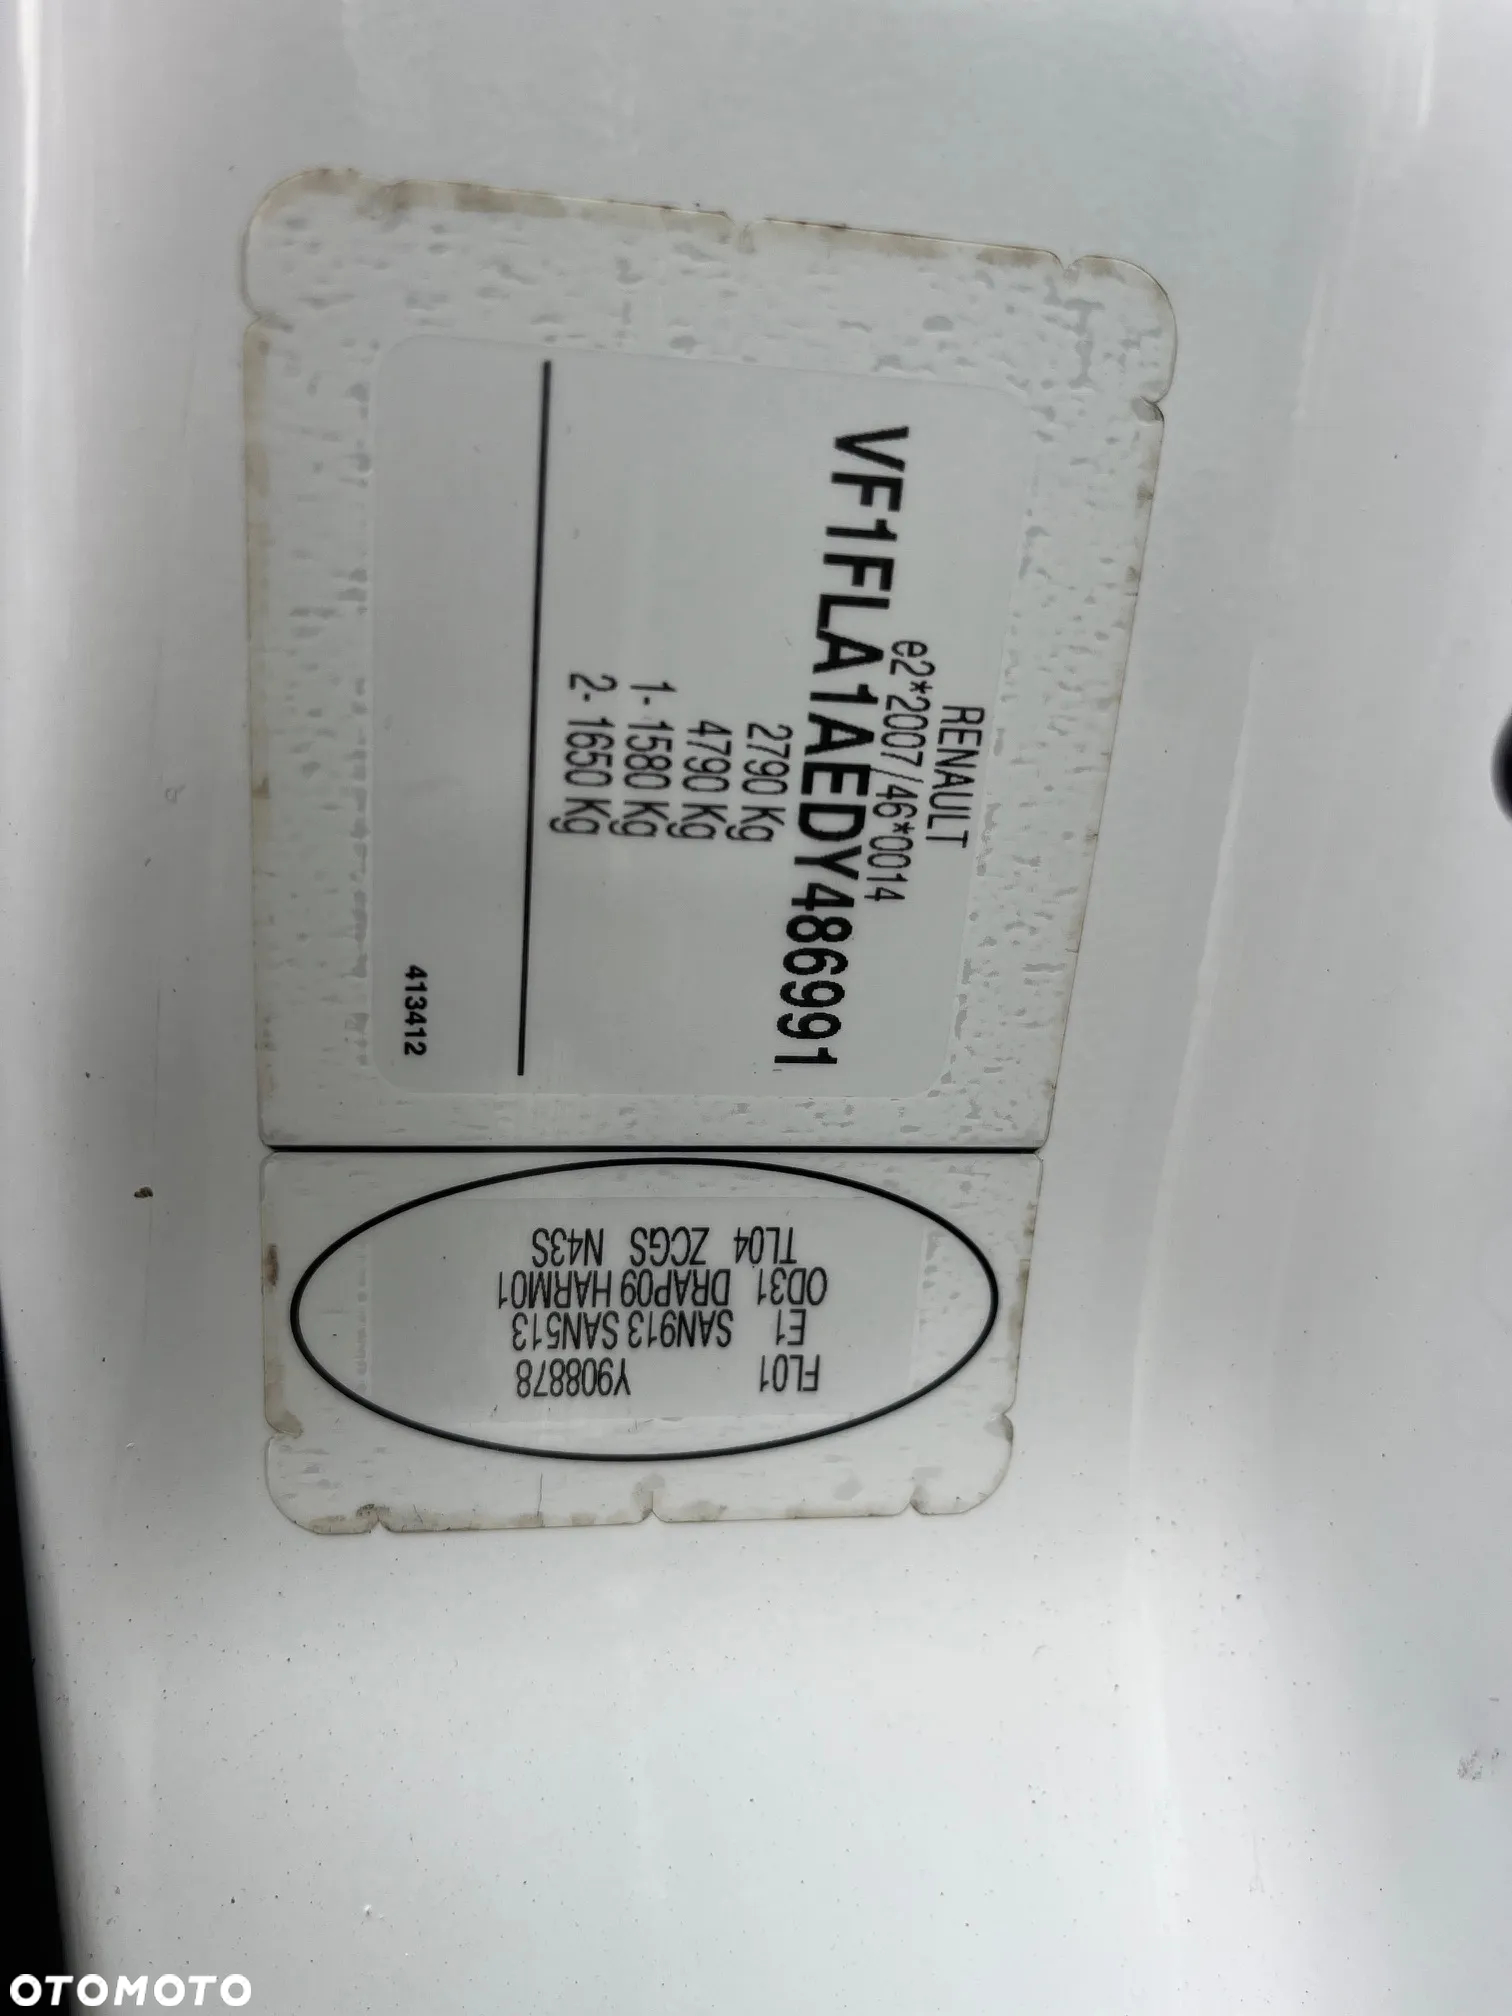 RENAULT
e2*2007/46*0014
VF1FLA1AEDY486991
2790 Kg
4790 Kg
1- 1580 Kg
2- 1650 Kg
413412
FL01 Y908878
E1 SAN913 SAN513
OD31 DRAP09 HARM01
TL04 ZCGS N43S
OTOMOTO